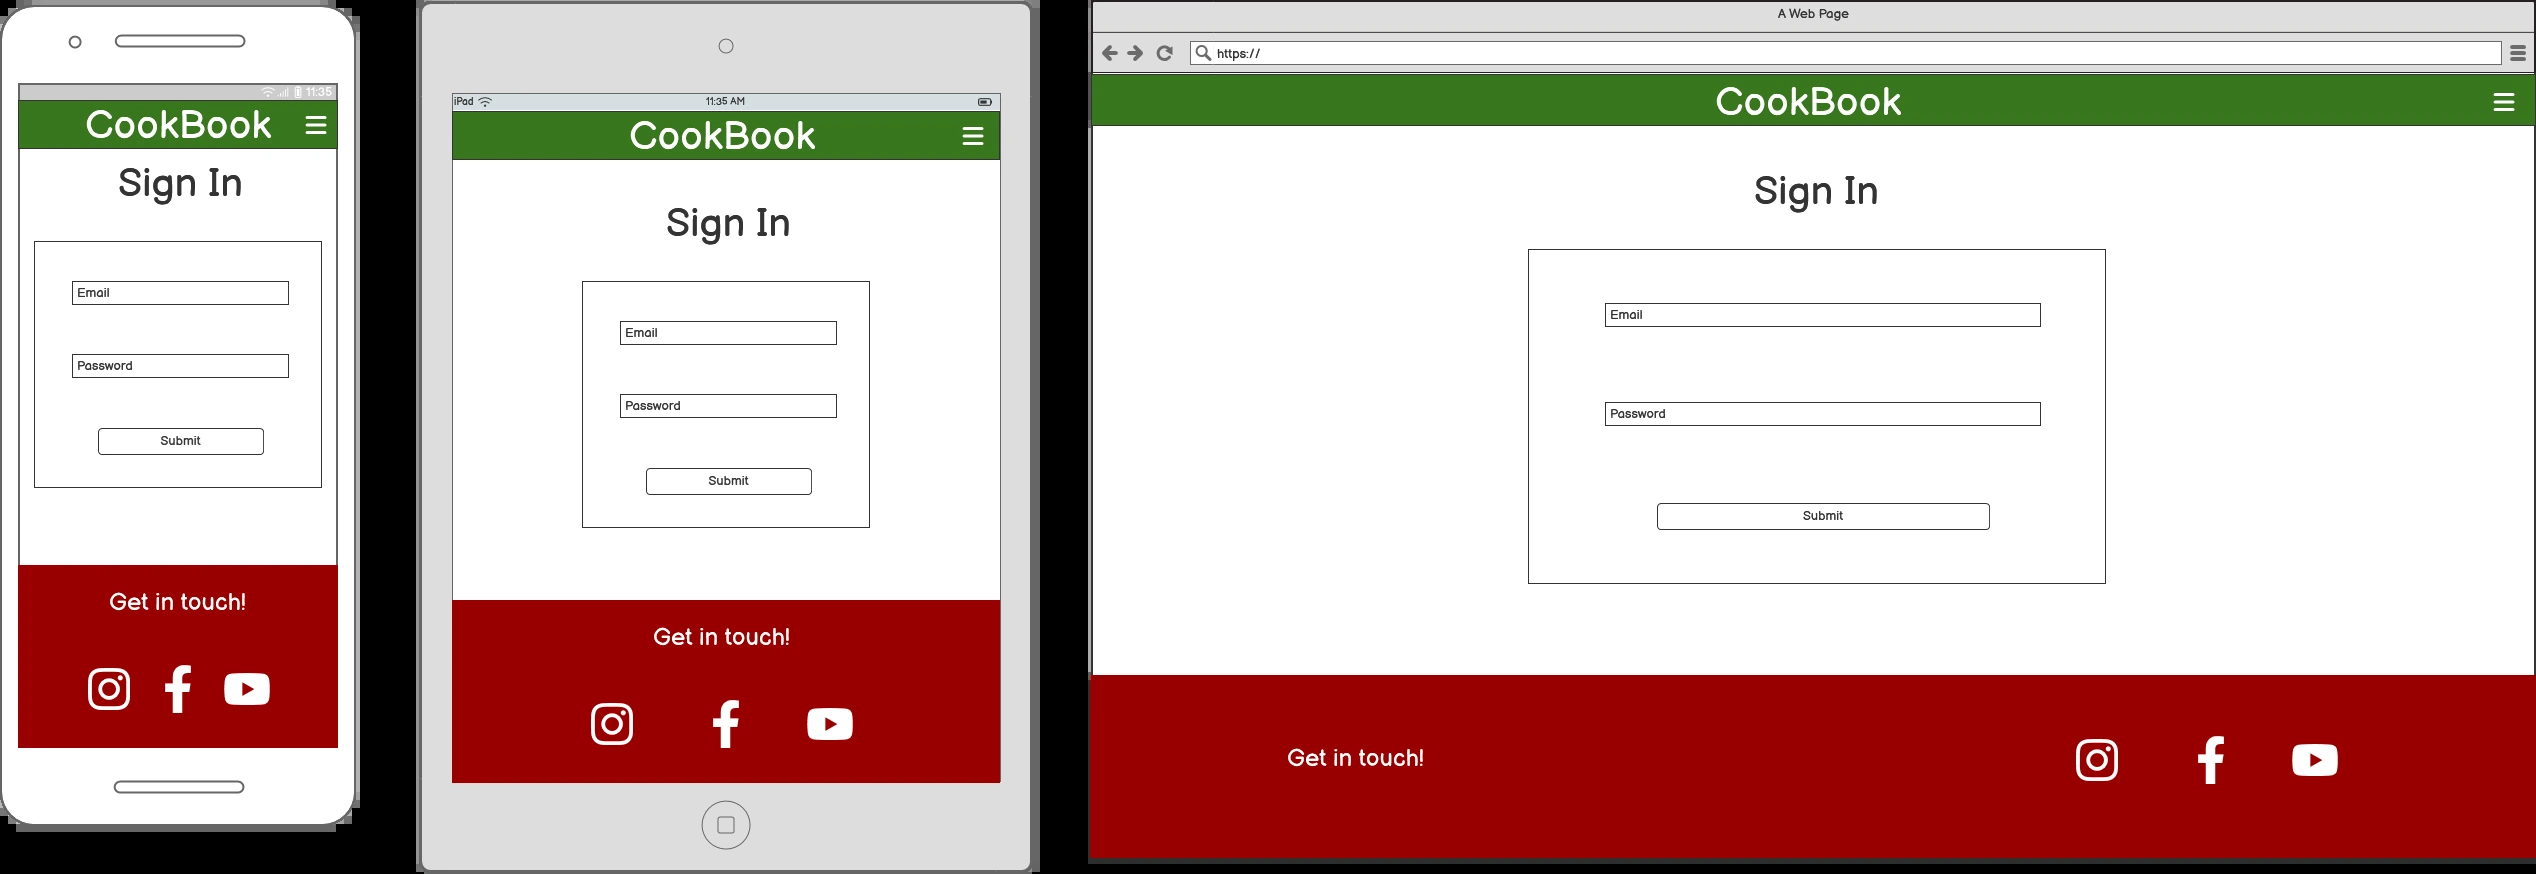 11:35
CookBook
Sign In
Email
Password
Submit
Get in touch!
iPad
11:35 AM
CookBook
Sign In
Email
Password
Submit
Get in touch!
A Web Page
https://
CookBook
Sign In
Email
Password
Submit
Get in touch!